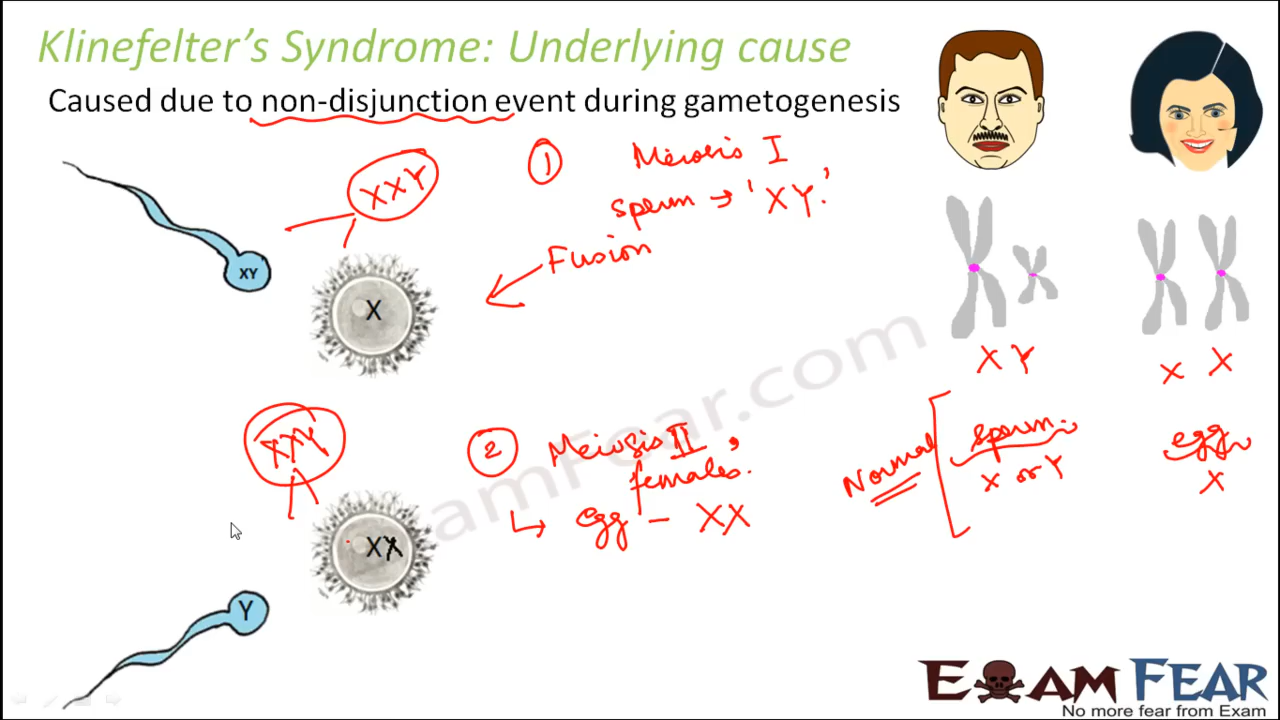 Klinefelter's Syndrome: Underlying cause
Caused due to non-disjunction event during gametogenesis
XXY
1 Meiosis I
sperm → 'XY.'
Fusion
XY
X
X Y
X X
XXY
2 Meiosis II,
females.
↳ egg - XX
Normal
sperm
X or Y
egg
X
XX
Y
ExamFear.com
EXAM FEAR
No more fear from Exam